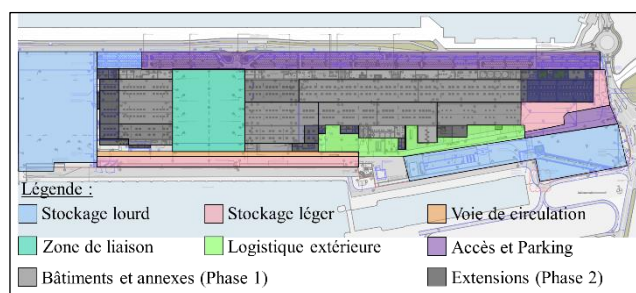 Légende :
Stockage lourd
Stockage léger
Voie de circulation
Zone de liaison
Logistique extérieure
Accès et Parking
Bâtiments et annexes (Phase 1)
Extensions (Phase 2)